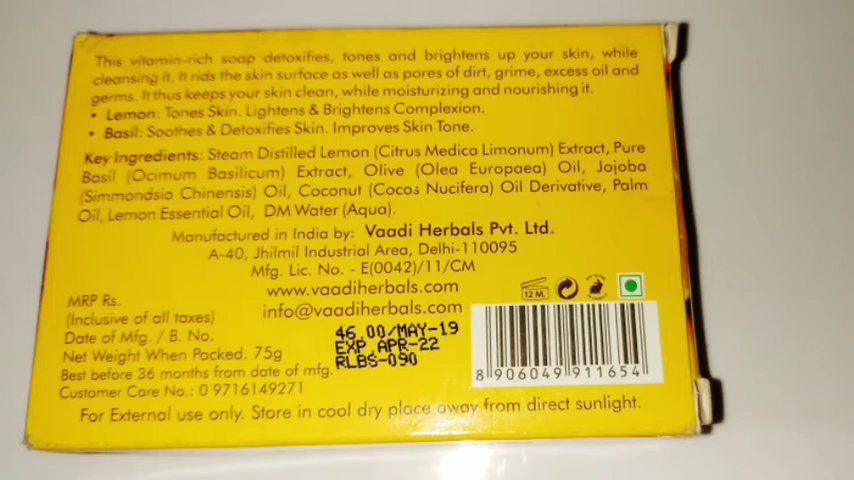 This vitamin-rich soap detoxifies, tones and brightens up your skin, while
cleansing it. It rids the skin surface as well as pores of dirt, grime, excess oil and
germs. It thus keeps your skin clean, while moisturizing and nourishing it.
• Lemon: Tones Skin. Lightens & Brightens Complexion.
• Basil: Soothes & Detoxifies Skin. Improves Skin Tone.
Key Ingredients: Steam Distilled Lemon (Citrus Medica Limonum) Extract, Pure
Basil (Ocimum Basilicum) Extract, Olive (Olea Europaea) Oil, Jojoba
(Simmondsia Chinensis) Oil, Coconut (Cocos Nucifera) Oil Derivative, Palm
Oil, Lemon Essential Oil, DM Water (Aqua).
Manufactured in India by: Vaadi Herbals Pvt. Ltd.
A-40, Jhilmil Industrial Area, Delhi-110095
Mfg. Lic. No. - E(0042)/11/CM
www.vaadiherbals.com
info@vaadiherbals.com
12 M.
MRP Rs.
(Inclusive of all taxes)
Date of Mfg. / B. No.
Net Weight When Packed. 75g
Best before 36 months from date of mfg.
Customer Care No.: 0 9716149271
46.00/MAY-19
EXP APR-22
RLBS-090
8 906049 911654
For External use only. Store in cool dry place away from direct sunlight.